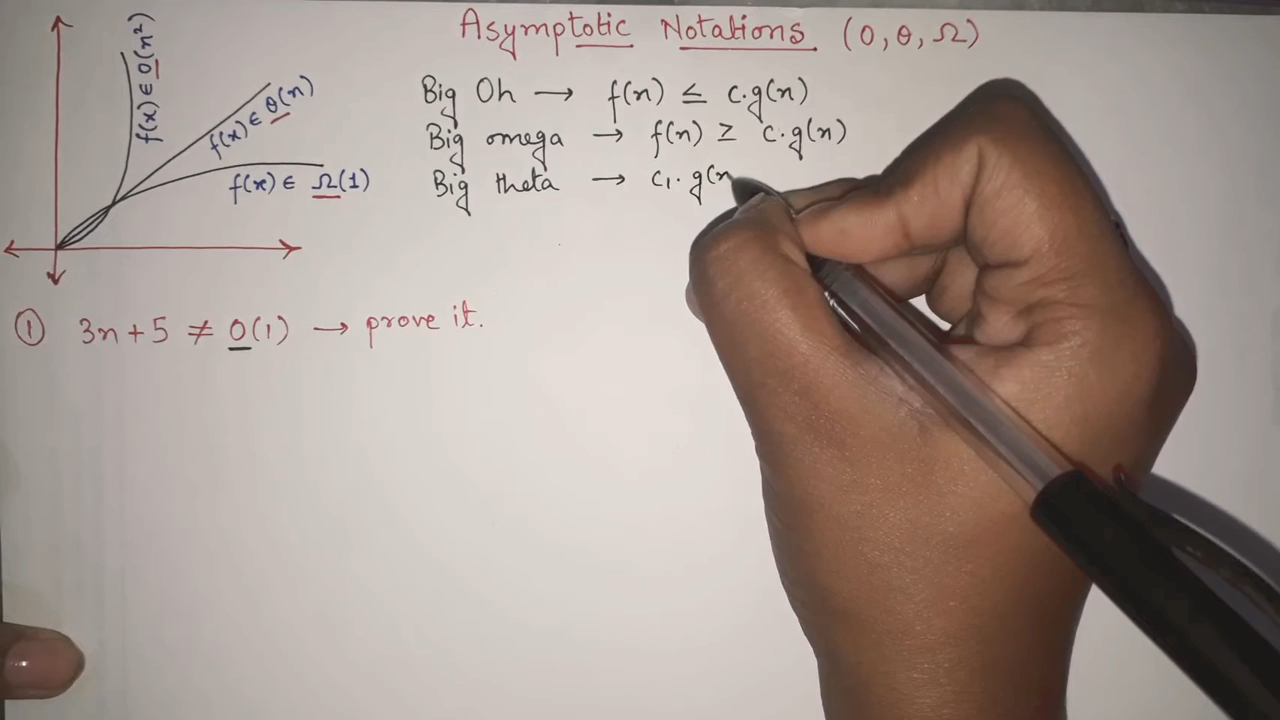 Asymptotic Notations (O, θ, Ω)
f(x) ∈ O(n²)
f(x) ∈ θ(n)
f(x) ∈ Ω(1)
Big Oh → f(n) ≤ c.g(n)
Big omega → f(n) ≥ c.g(n)
Big theta → c₁.g(n
① 3n+5 ≠ O(1) → prove it.